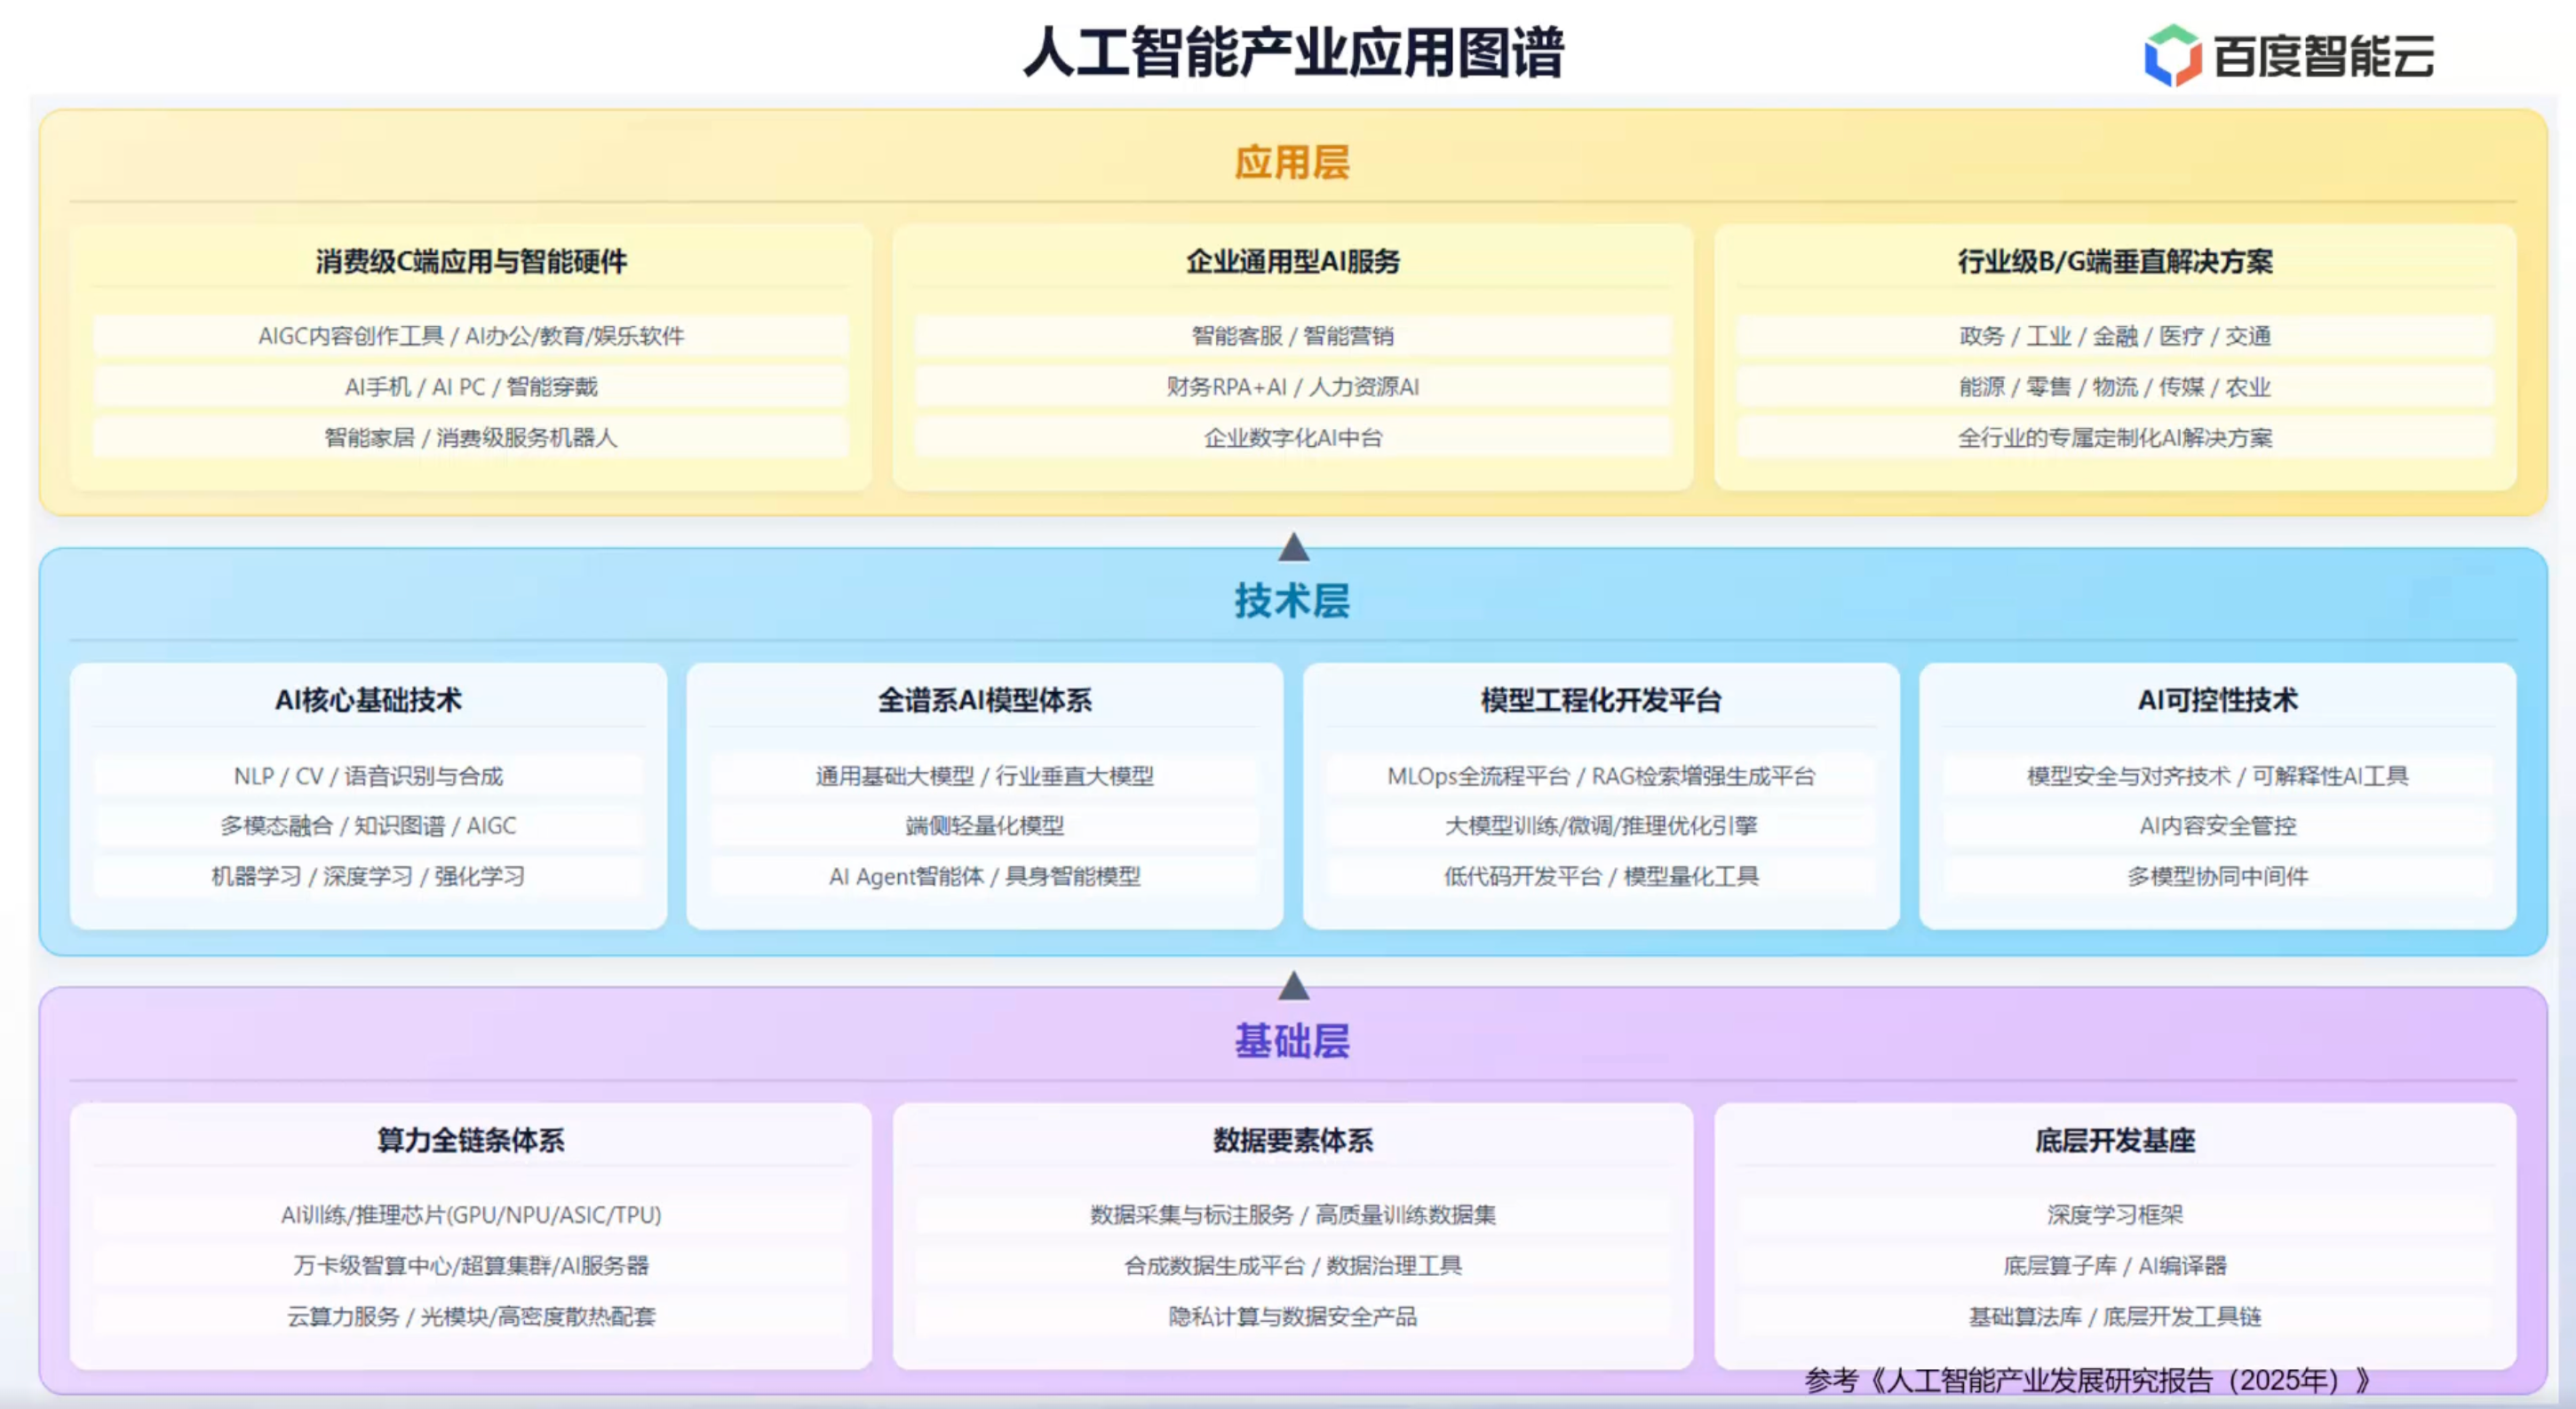 人工智能产业应用图谱
百度智能云
应用层
消费级C端应用与智能硬件
AIGC内容创作工具 / AI办公/教育/娱乐软件
AI手机 / AI PC / 智能穿戴
智能家居 / 消费级服务机器人
企业通用型AI服务
智能客服 / 智能营销
财务RPA+AI / 人力资源AI
企业数字化AI中台
行业级B/G端垂直解决方案
政务 / 工业 / 金融 / 医疗 / 交通
能源 / 零售 / 物流 / 传媒 / 农业
全行业的专属定制化AI解决方案
技术层
AI核心基础技术
NLP / CV / 语音识别与合成
多模态融合 / 知识图谱 / AIGC
机器学习 / 深度学习 / 强化学习
全谱系AI模型体系
通用基础大模型 / 行业垂直大模型
端侧轻量化模型
AI Agent智能体 / 具身智能模型
模型工程化开发平台
MLOps全流程平台 / RAG检索增强生成平台
大模型训练/微调/推理优化引擎
低代码开发平台 / 模型量化工具
AI可控性技术
模型安全与对齐技术 / 可解释性AI工具
AI内容安全管控
多模型协同中间件
基础层
算力全链条体系
AI训练/推理芯片(GPU/NPU/ASIC/TPU)
万卡级智算中心/超算集群/AI服务器
云算力服务 / 光模块/高密度散热配套
数据要素体系
数据采集与标注服务 / 高质量训练数据集
合成数据生成平台 / 数据治理工具
隐私计算与数据安全产品
底层开发基座
深度学习框架
底层算子库 / AI编译器
基础算法库 / 底层开发工具链
参考《人工智能产业发展研究报告（2025年）》